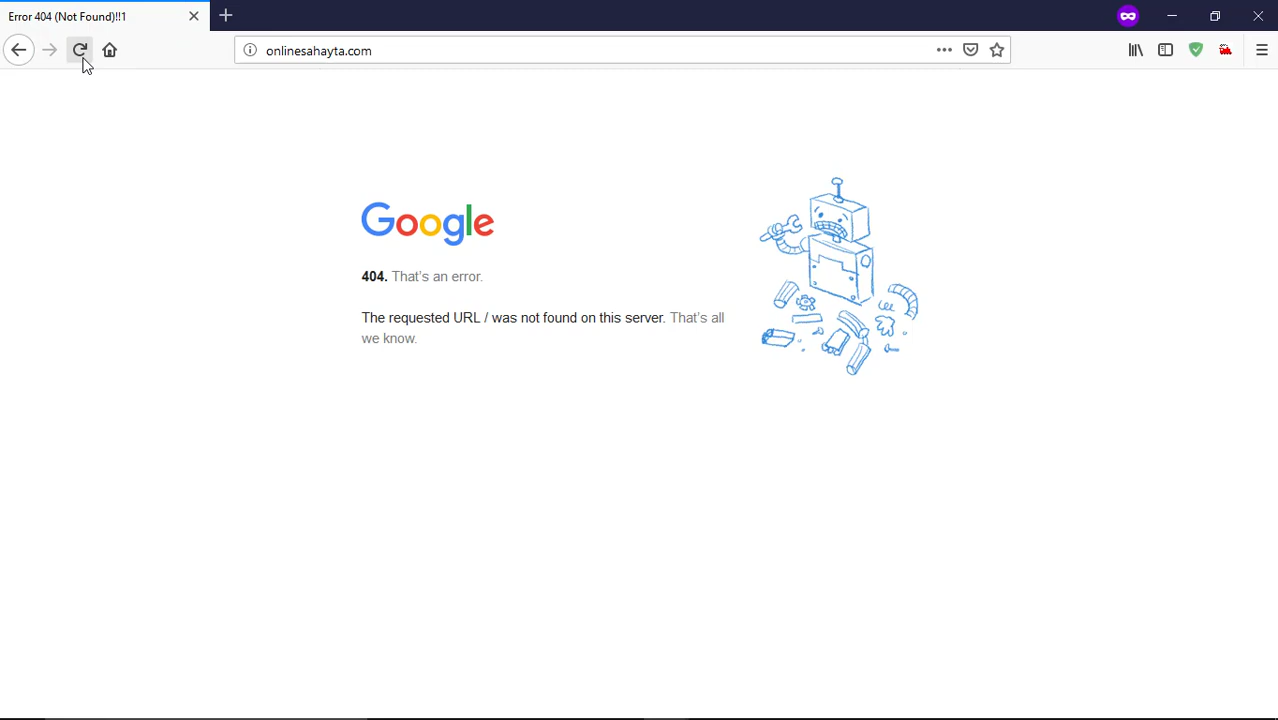 Error 404 (Not Found)!!1
onlinesahayta.com
Google
404. That's an error.
The requested URL / was not found on this server. That's all
we know.